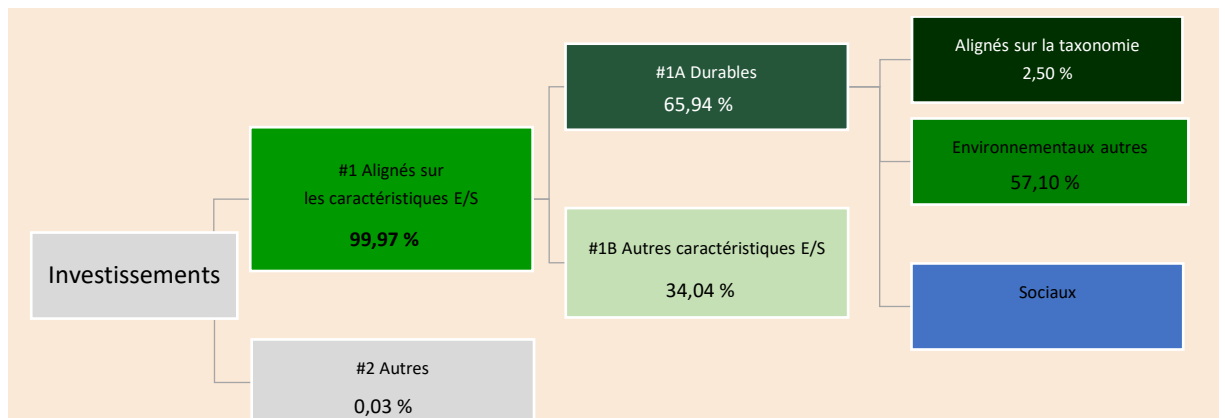 Investissements
#1 Alignés sur
les caractéristiques E/S
99,97 %
#2 Autres
0,03 %
#1A Durables
65,94 %
#1B Autres caractéristiques E/S
34,04 %
Alignés sur la taxonomie
2,50 %
Environnementaux autres
57,10 %
Sociaux